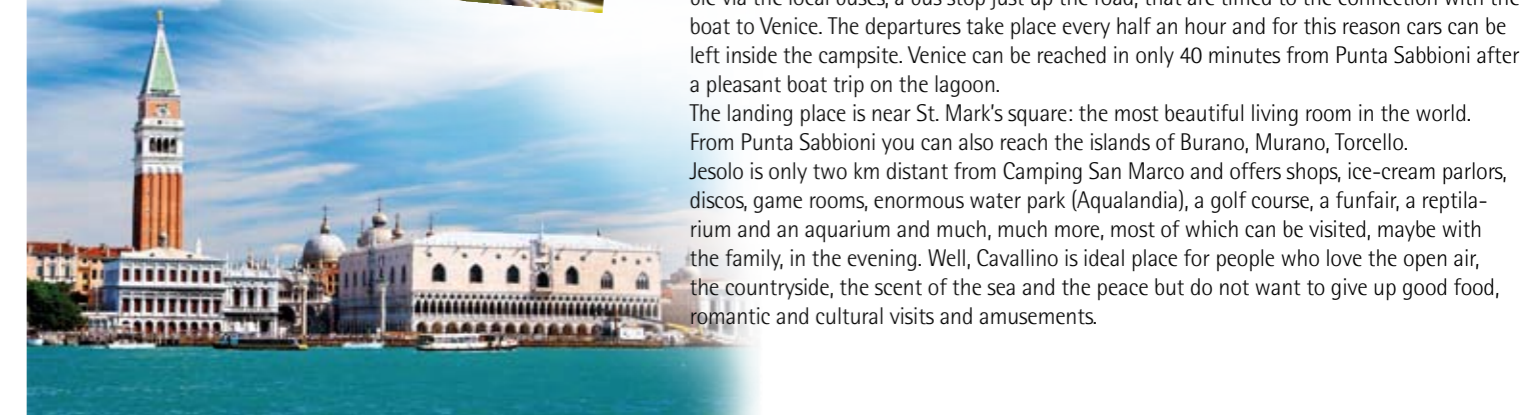 ble via the local buses, a bus stop just up the road, that are timed to the connection with the
boat to Venice. The departures take place every half an hour and for this reason cars can be
left inside the campsite. Venice can be reached in only 40 minutes from Punta Sabbioni after
a pleasant boat trip on the lagoon.
The landing place is near St. Mark's square: the most beautiful living room in the world.
From Punta Sabbioni you can also reach the islands of Burano, Murano, Torcello.
Jesolo is only two km distant from Camping San Marco and offers shops, ice-cream parlors,
discos, game rooms, enormous water park (Aqualandia), a golf course, a funfair, a reptila-
rium and an aquarium and much, much more, most of which can be visited, maybe with
the family, in the evening. Well, Cavallino is ideal place for people who love the open air,
the countryside, the scent of the sea and the peace but do not want to give up good food,
romantic and cultural visits and amusements.